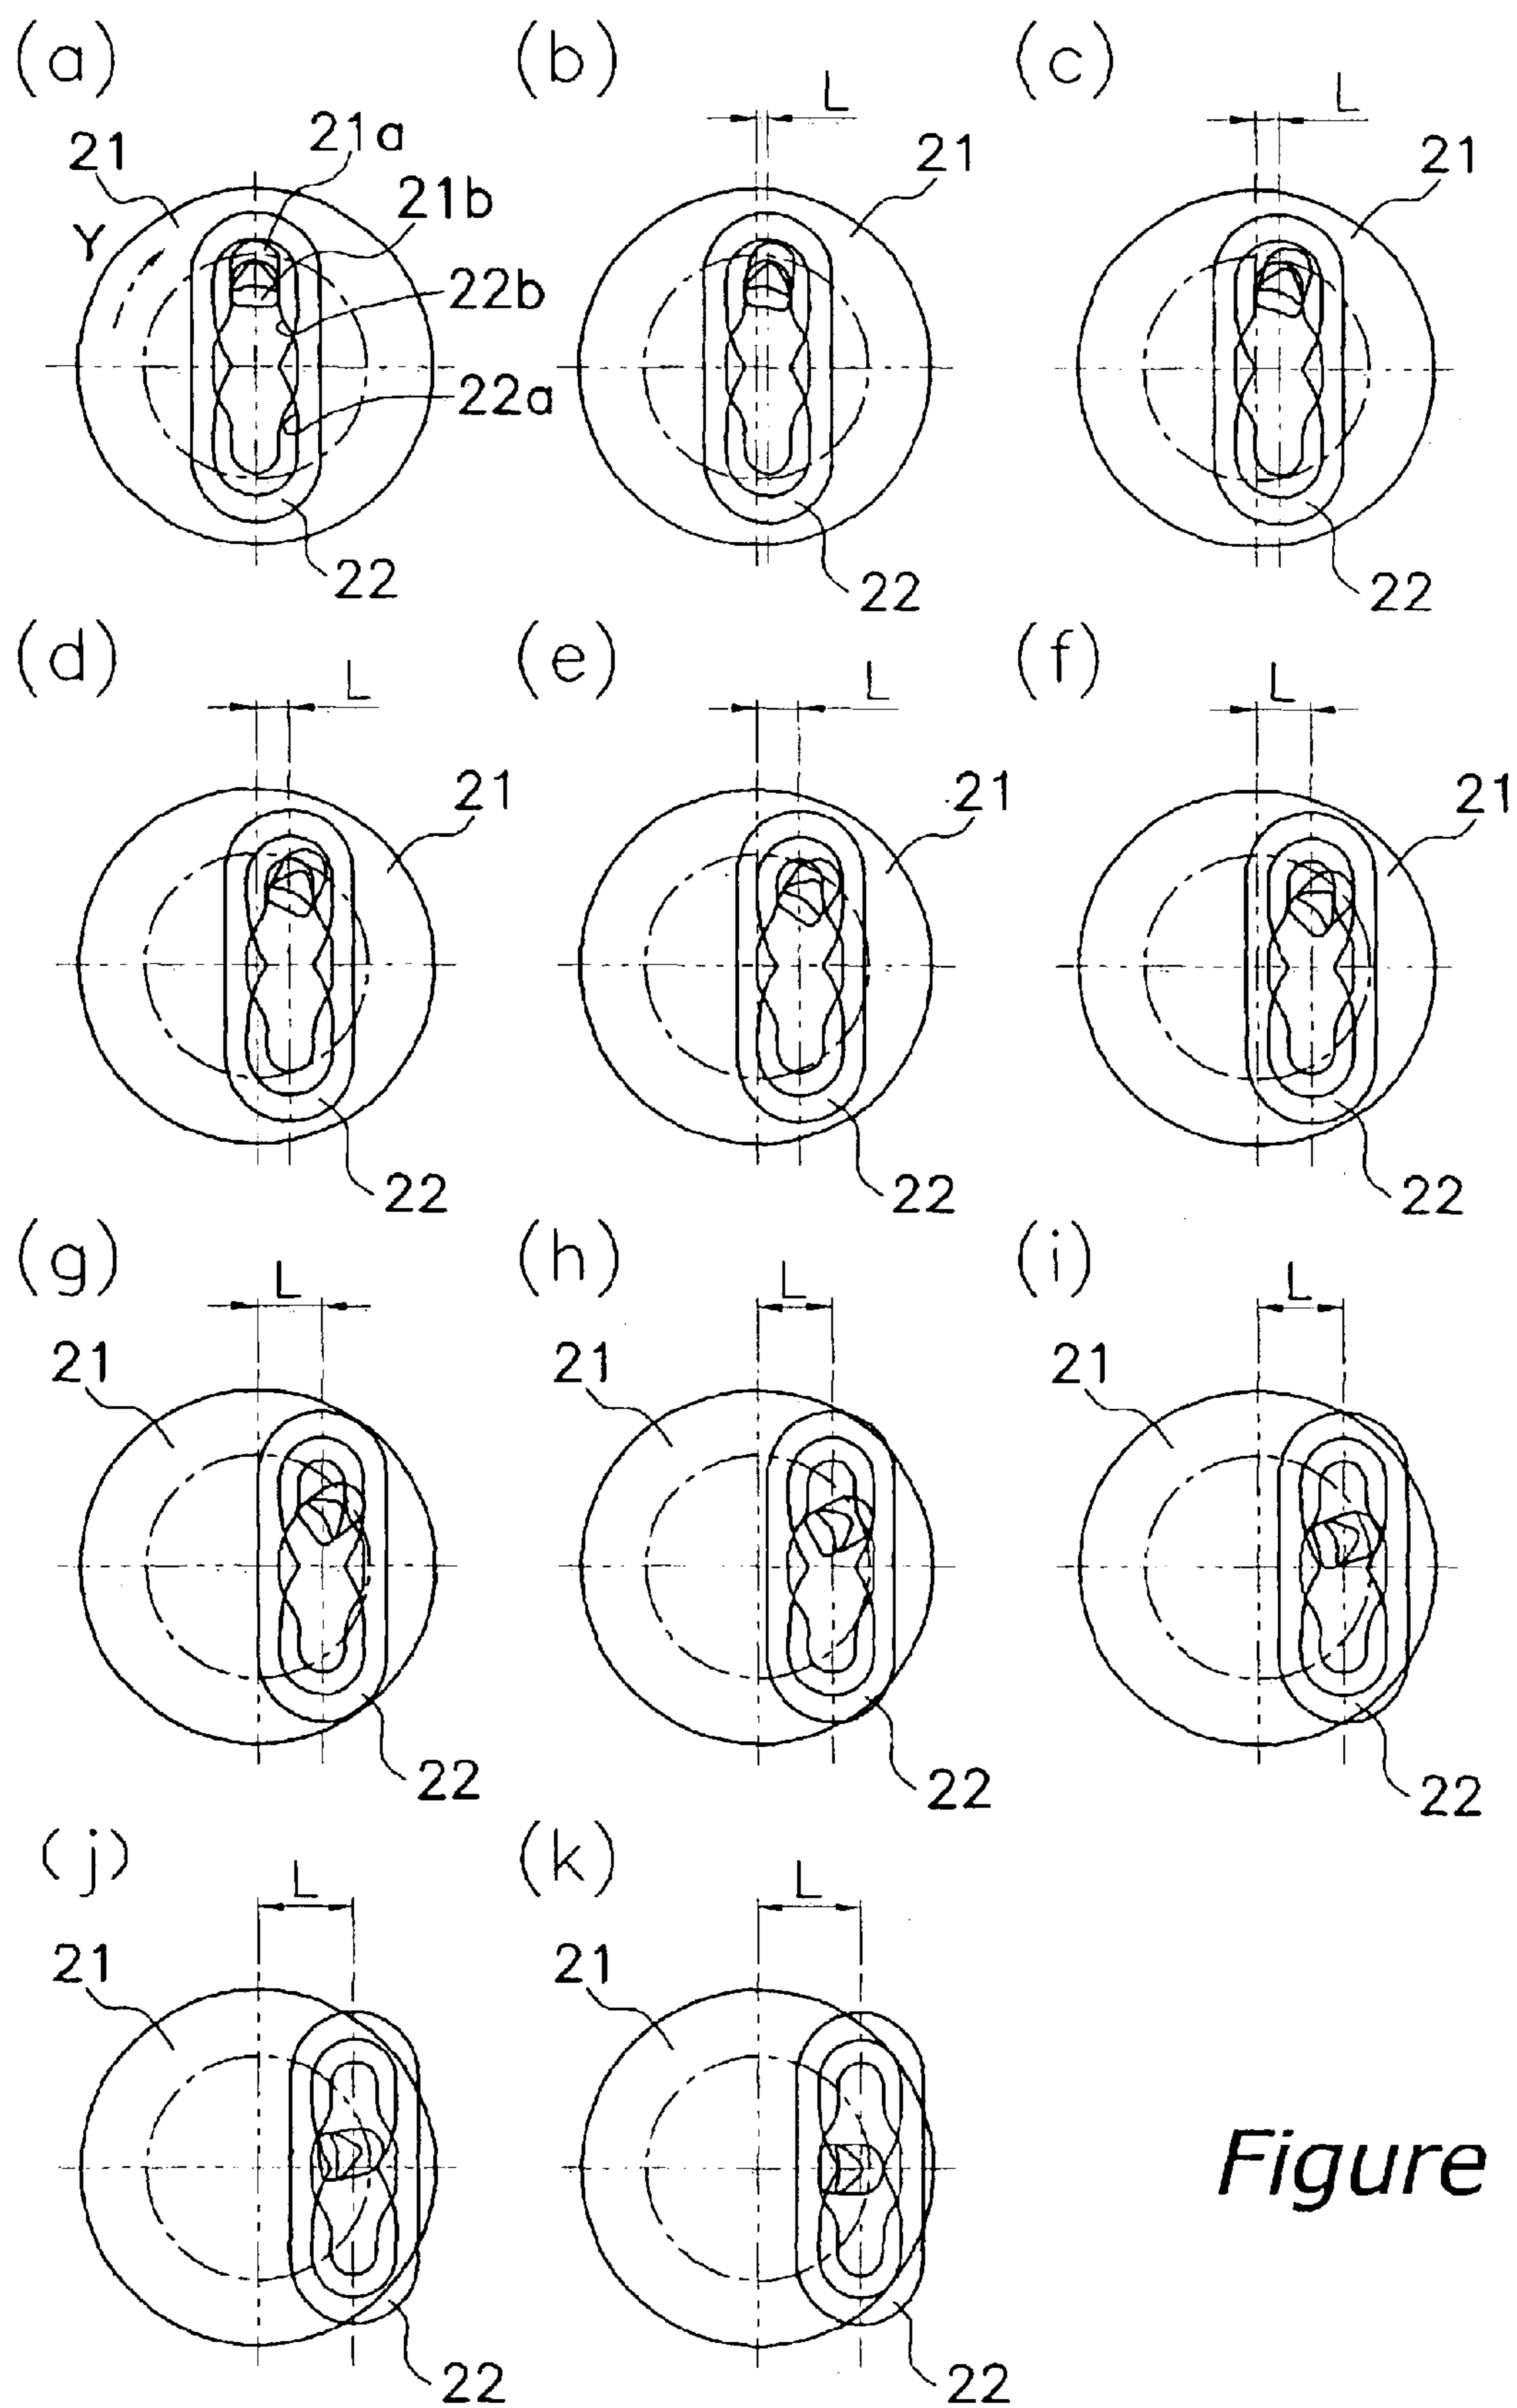 (a) (b) (c)
L L
21 21a 21 21
21b
Y
22b
22a
22 22 22
(d) (e) (f)
L L L
21 21 21
22 22 22
(g) (h) (i)
L L L
21 21 21
22 22 22
(j) (k)
L L
21 21
Figure
22 22